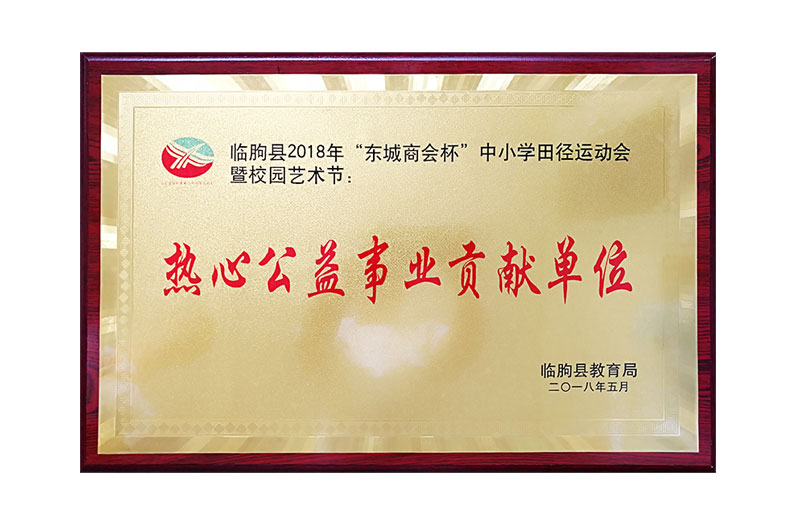 临朐县2018年“东城商会杯”中小学田径运动会
暨校园艺术节：
热心公益事业贡献单位
临朐县教育局
二〇一八年五月